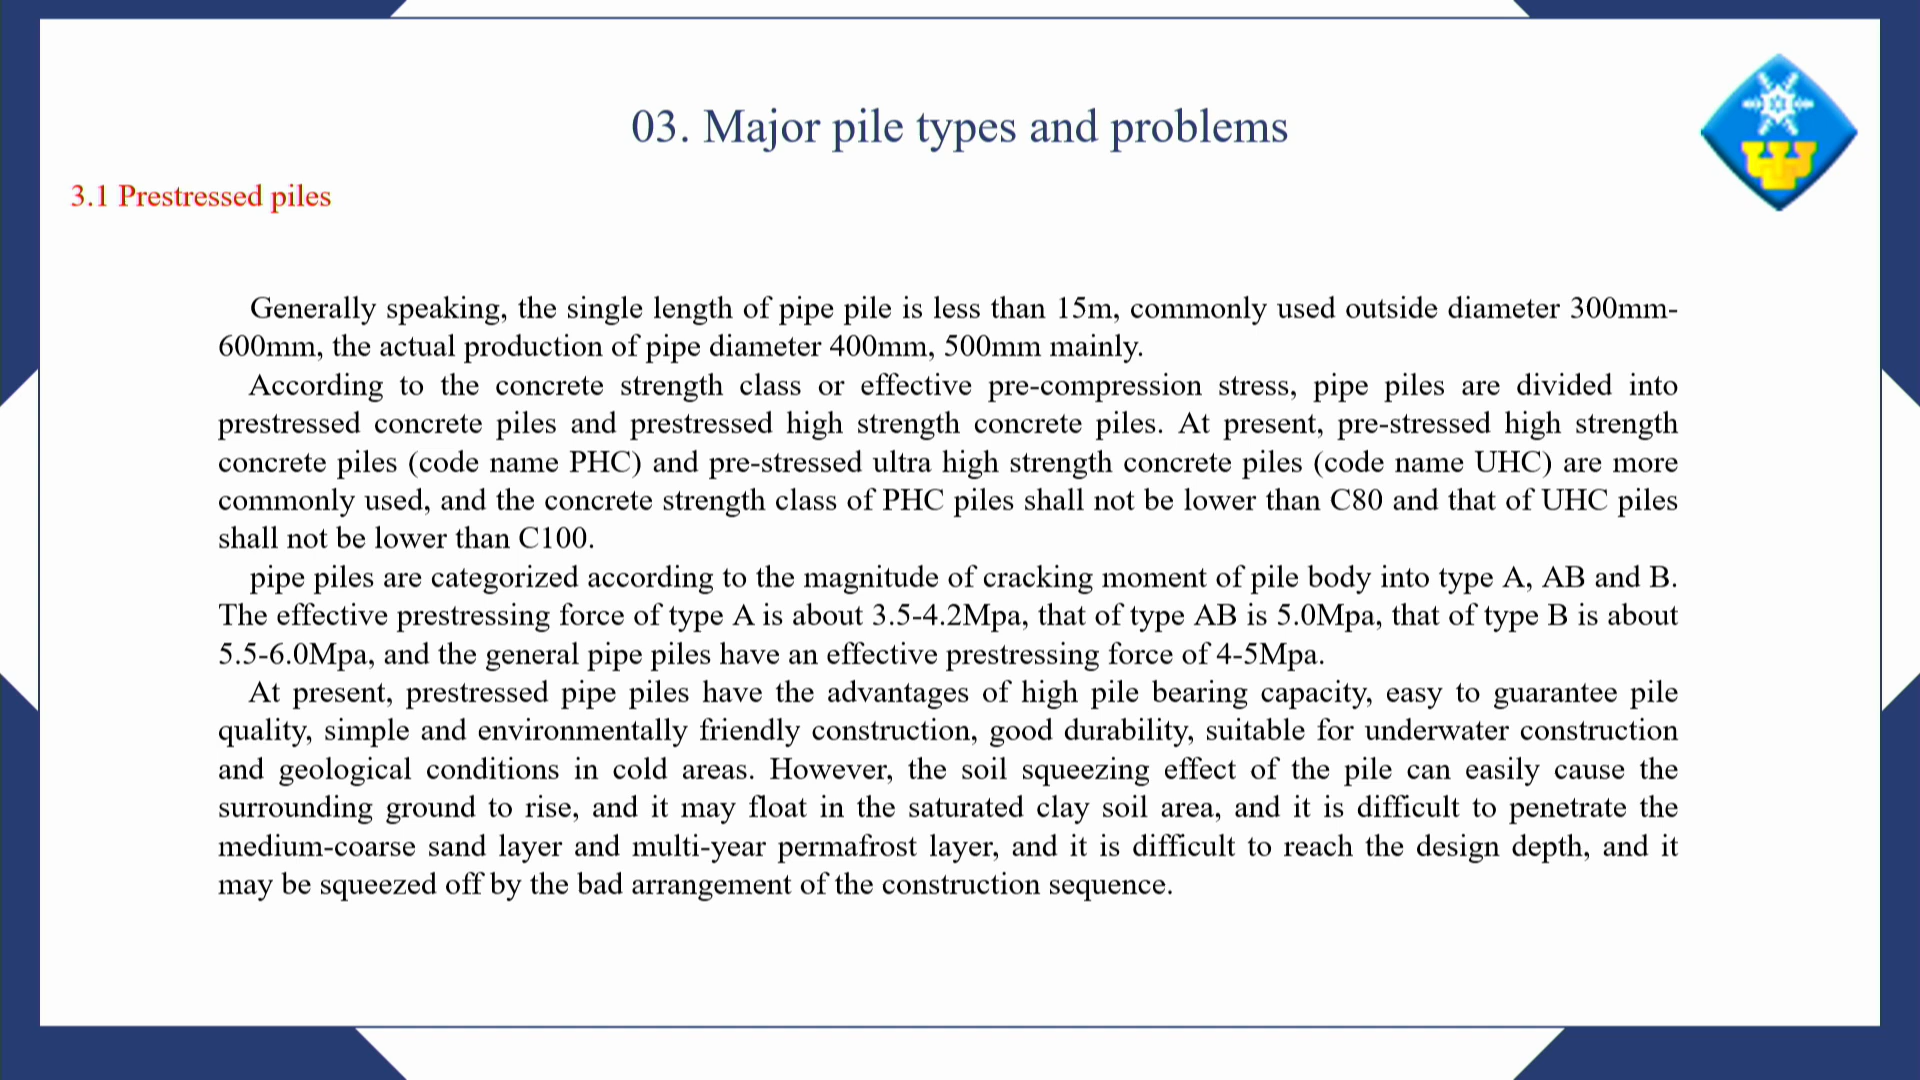 03. Major pile types and problems
3.1 Prestressed piles
Generally speaking, the single length of pipe pile is less than 15m, commonly used outside diameter 300mm-
600mm, the actual production of pipe diameter 400mm, 500mm mainly.
According to the concrete strength class or effective pre-compression stress, pipe piles are divided into
prestressed concrete piles and prestressed high strength concrete piles. At present, pre-stressed high strength
concrete piles (code name PHC) and pre-stressed ultra high strength concrete piles (code name UHC) are more
commonly used, and the concrete strength class of PHC piles shall not be lower than C80 and that of UHC piles
shall not be lower than C100.
pipe piles are categorized according to the magnitude of cracking moment of pile body into type A, AB and B.
The effective prestressing force of type A is about 3.5-4.2Mpa, that of type AB is 5.0Mpa, that of type B is about
5.5-6.0Mpa, and the general pipe piles have an effective prestressing force of 4-5Mpa.
At present, prestressed pipe piles have the advantages of high pile bearing capacity, easy to guarantee pile
quality, simple and environmentally friendly construction, good durability, suitable for underwater construction
and geological conditions in cold areas. However, the soil squeezing effect of the pile can easily cause the
surrounding ground to rise, and it may float in the saturated clay soil area, and it is difficult to penetrate the
medium-coarse sand layer and multi-year permafrost layer, and it is difficult to reach the design depth, and it
may be squeezed off by the bad arrangement of the construction sequence.